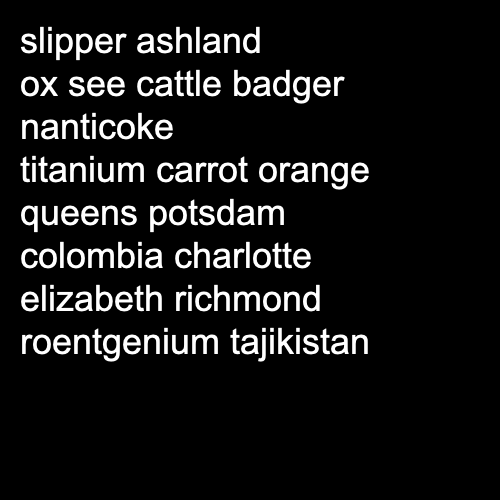 slipper ashland
ox see cattle badger
nanticoke
titanium carrot orange
queens potsdam
colombia charlotte
elizabeth richmond
roentgenium tajikistan